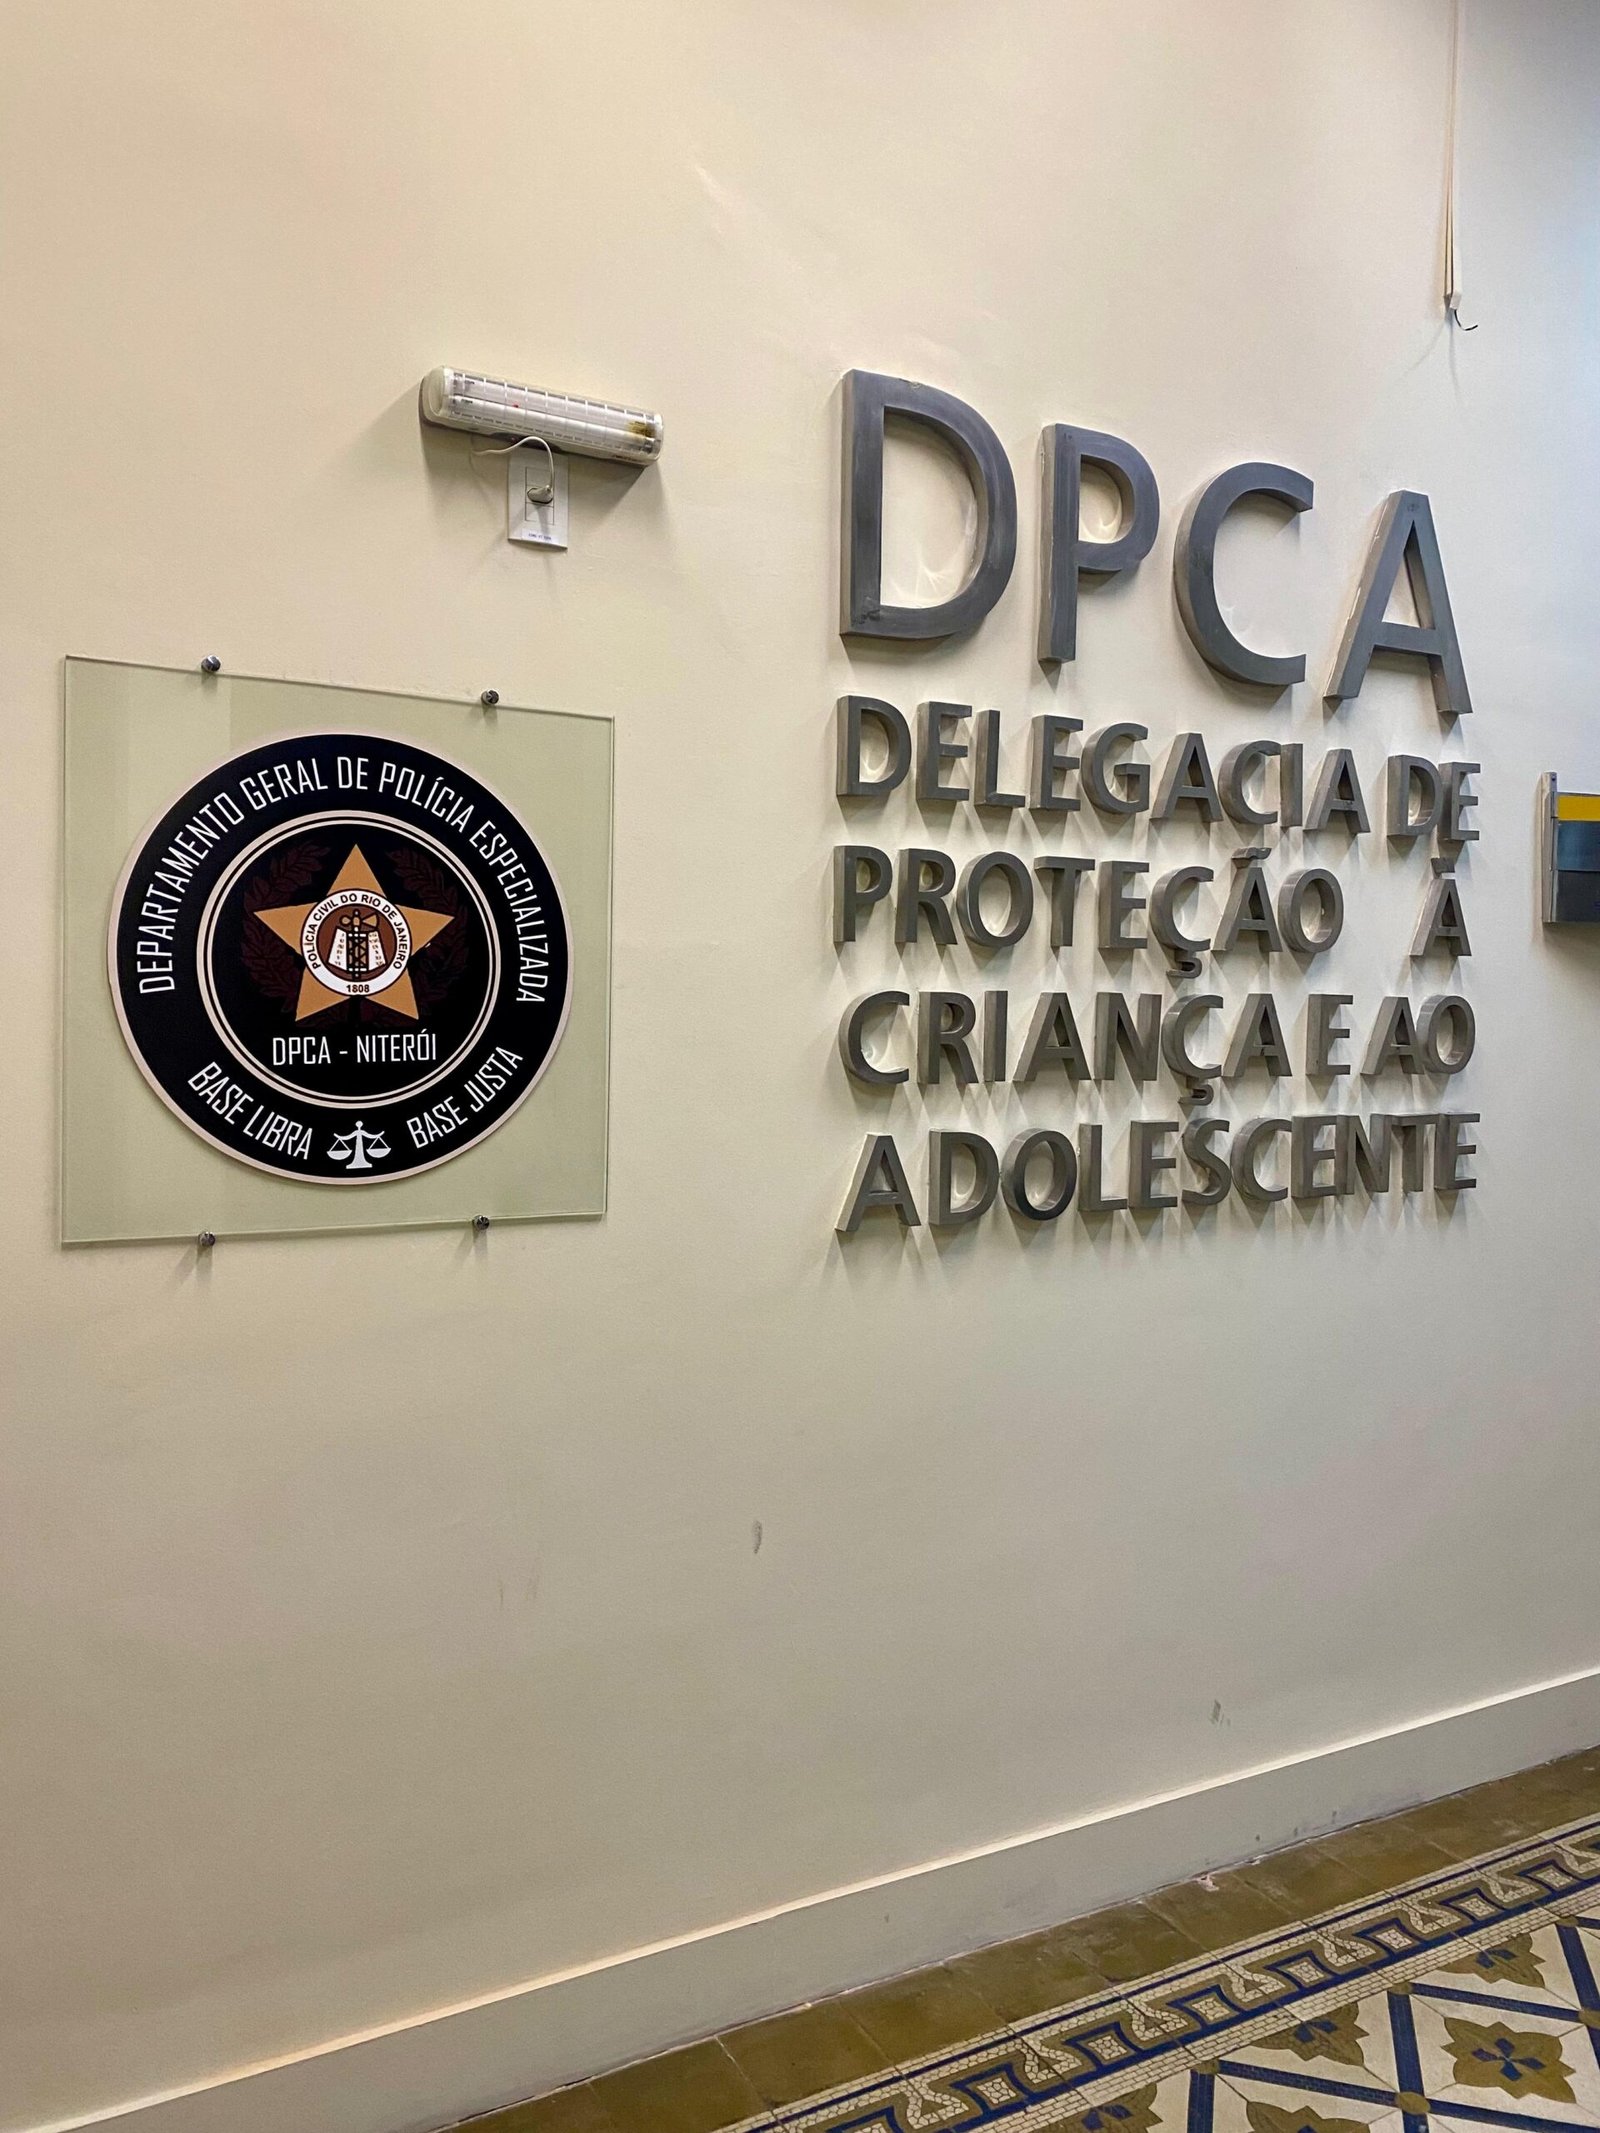 DEPARTAMENTO GERAL DE POLÍCIA ESPECIALIZADA
POLÍCIA CIVIL DO RIO DE JANEIRO
1808
DPCA - NITERÓI
BASE LIBRA BASE JUSTA
DPCA
DELEGACIA DE
PROTEÇÃO Ã
CRIANÇA E AO
ADOLESCENTE